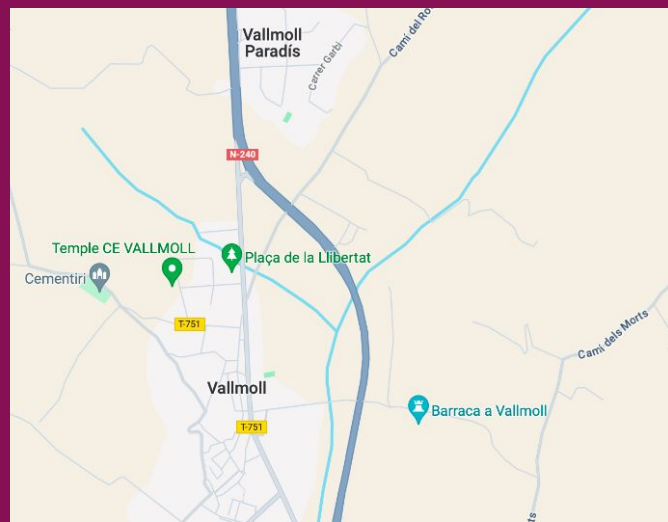 Vallmoll
Paradís
Carrer Garbí
Camí del Ro
N-240
Temple CE VALLMOLL
Plaça de la Llibertat
Cementiri
T-751
Camí dels Morts
Vallmoll
Barraca a Vallmoll
T-751
ts